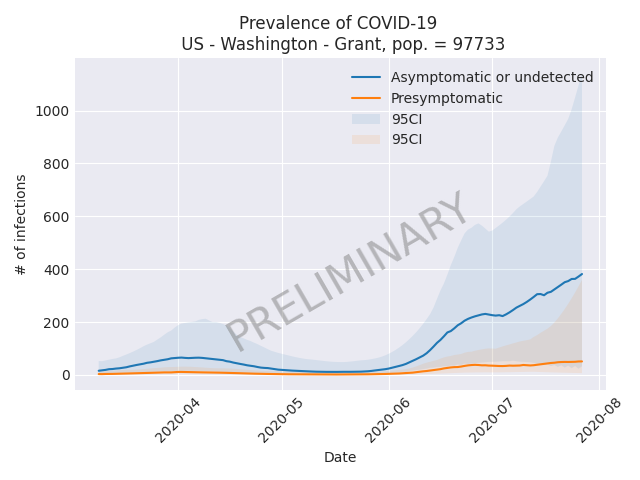 Prevalence of COVID-19
US - Washington - Grant, pop. = 97733
Asymptomatic or undetected
Presymptomatic
95CI
95CI
PRELIMINARY
# of infections
1000
800
600
400
200
0
2020-04
2020-05
2020-06
2020-07
2020-08
Date